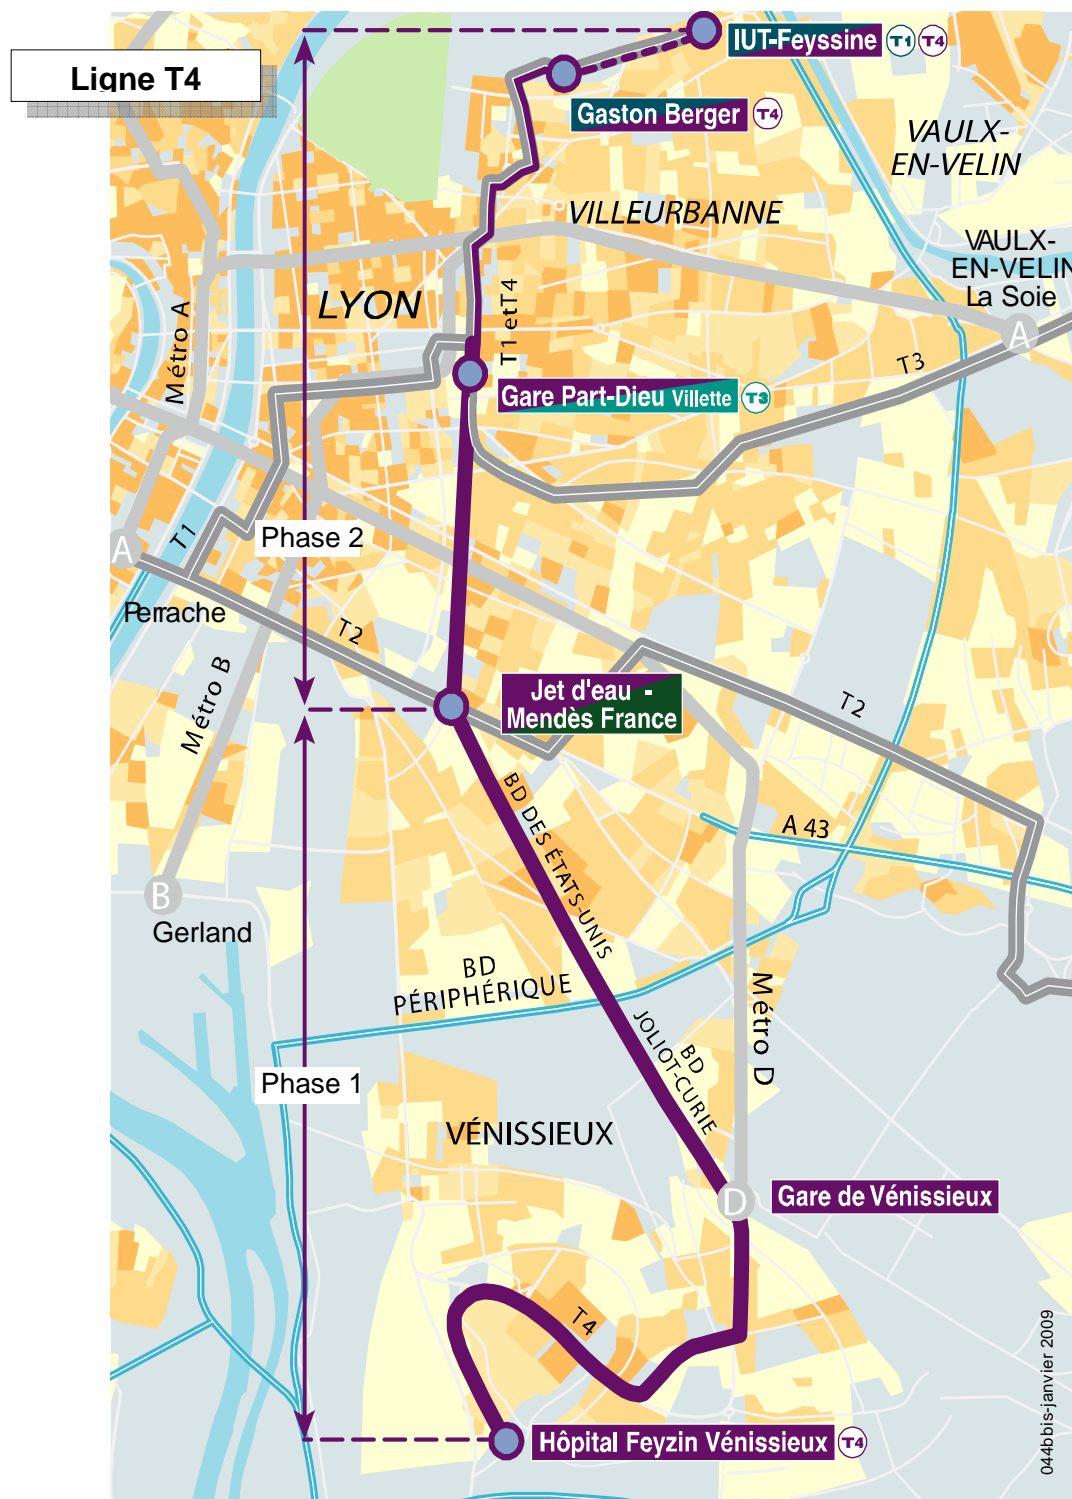 Ligne T4
IUT-Feyssine T1 T4
Gaston Berger T4
VAULX-
EN-VELIN
VILLEURBANNE
VAULX-
EN-VELIN
La Soie
A
LYON
Métro A
T1 et T4
T3
Gare Part-Dieu Villette T3
Phase 2
T1
A
Perrache
T2
Métro B
Jet d'eau -
Mendès France
T2
BD DES ÉTATS-UNIS
A 43
B
Gerland
BD
PÉRIPHÉRIQUE
Métro D
BD
JOLIOT-CURIE
Phase 1
VÉNISSIEUX
D
Gare de Vénissieux
T4
Hôpital Feyzin Vénissieux T4
044bbis-janvier 2009